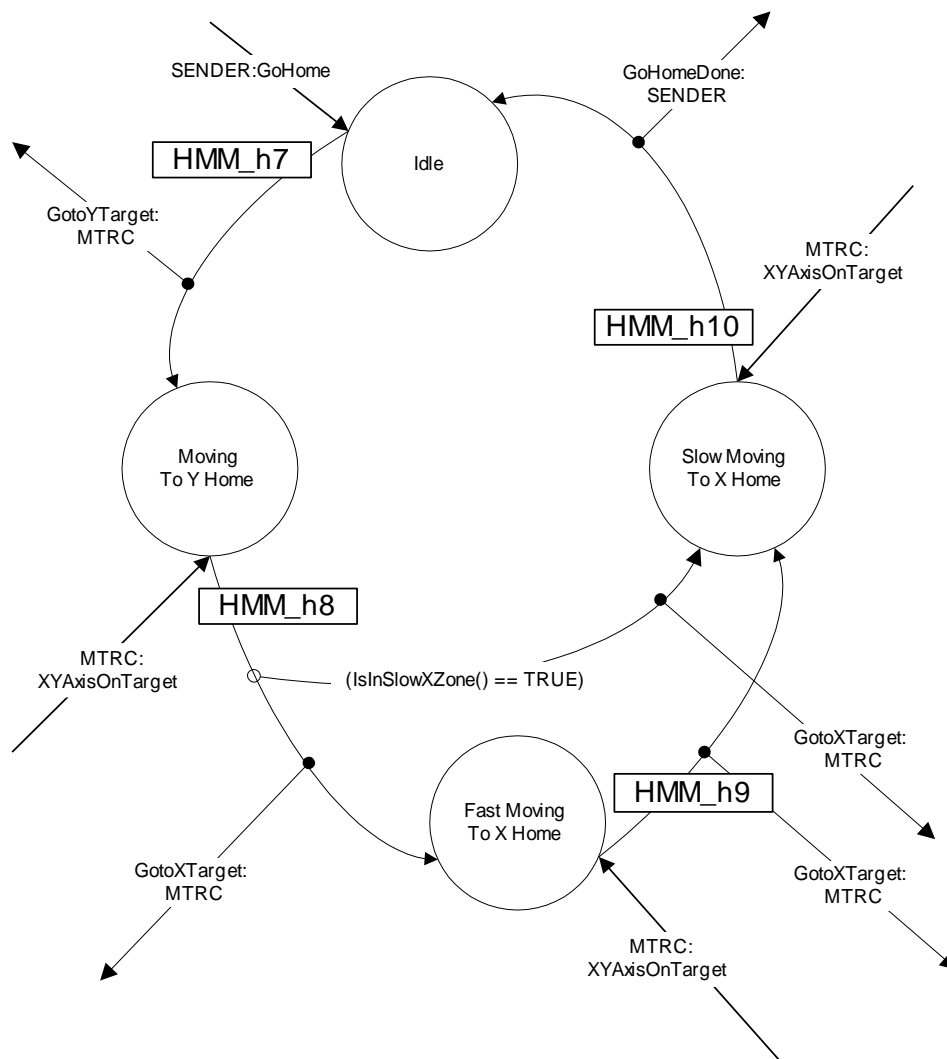 SENDER:GoHome
GoHomeDone:
SENDER
HMM_h7
Idle
GotoYTarget:
MTRC
MTRC:
XYAxisOnTarget
HMM_h10
Moving
To Y Home
Slow Moving
To X Home
HMM_h8
MTRC:
XYAxisOnTarget
(IsInSlowXZone() == TRUE)
GotoXTarget:
MTRC
HMM_h9
Fast Moving
To X Home
GotoXTarget:
MTRC
GotoXTarget:
MTRC
MTRC:
XYAxisOnTarget